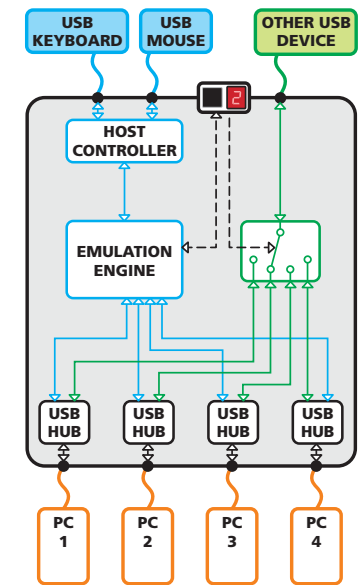 USB
KEYBOARD
USB
MOUSE
OTHER USB
DEVICE
2
HOST
CONTROLLER
EMULATION
ENGINE
USB
HUB
USB
HUB
USB
HUB
USB
HUB
PC
1
PC
2
PC
3
PC
4